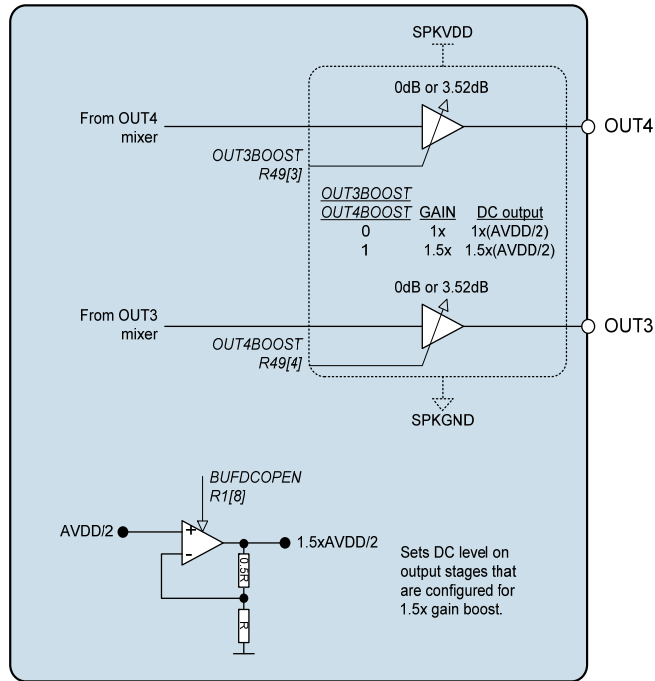 SPKVDD
0dB or 3.52dB
From OUT4
mixer
OUT4
OUT3BOOST
R49[3]
OUT3BOOST
OUT4BOOST GAIN DC output
0 1x 1x(AVDD/2)
1 1.5x 1.5x(AVDD/2)
0dB or 3.52dB
From OUT3
mixer
OUT3
OUT4BOOST
R49[4]
SPKGND
BUFDCOPEN
R1[8]
AVDD/2
+
-
1.5xAVDD/2
0.5R
R
Sets DC level on
output stages that
are configured for
1.5x gain boost.